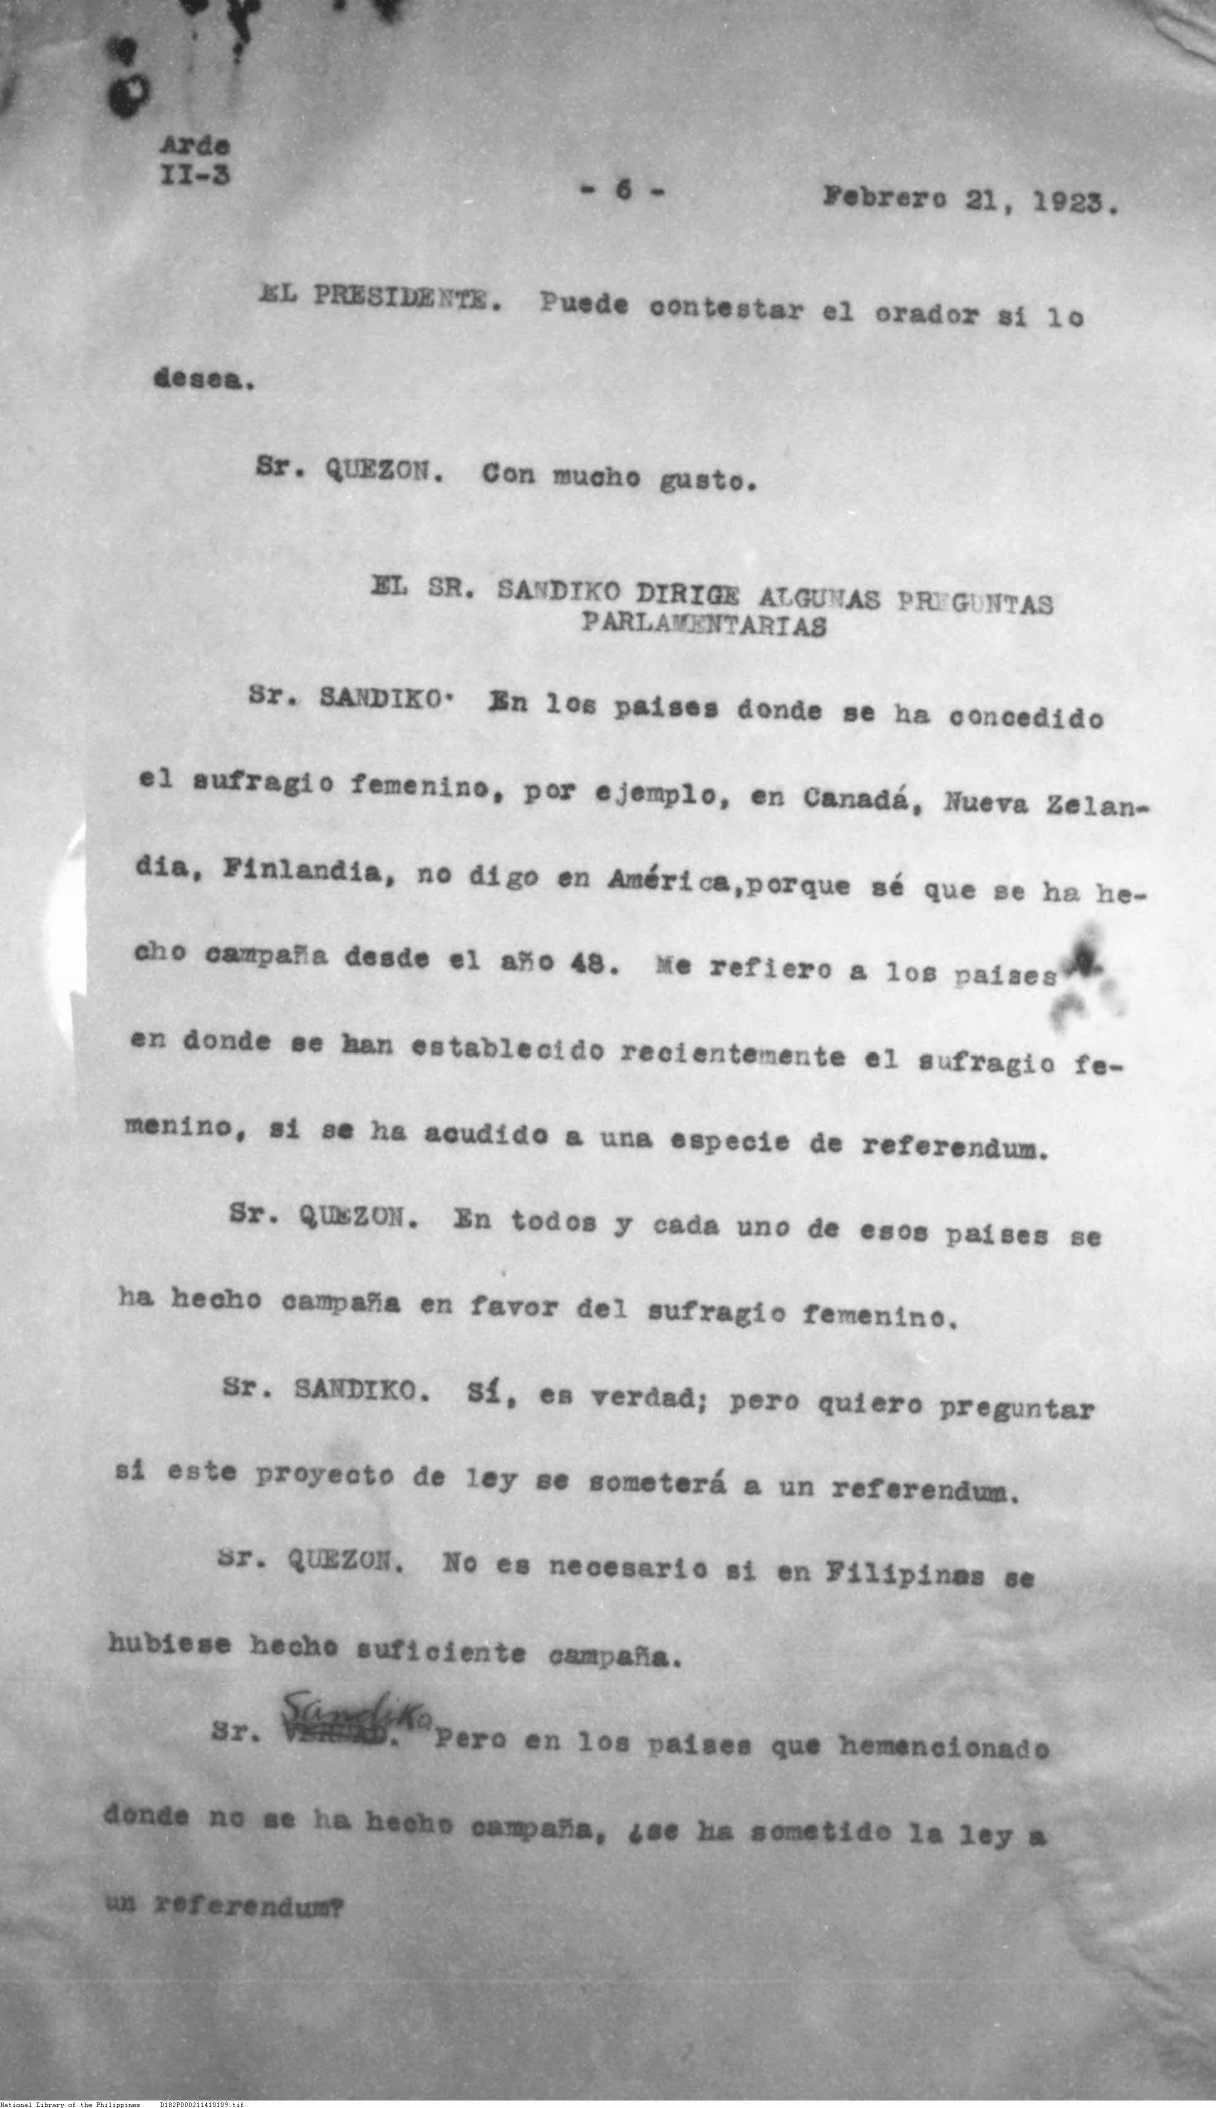 Arde
II-3
- 6 -
Febrero 21, 1923.
EL PRESIDENTE. Puede contestar el orador si lo
desea.
Sr. QUEZON. Con mucho gusto.
EL SR. SANDIKO DIRIGE ALGUNAS PREGUNTAS
PARLAMENTARIAS
Sr. SANDIKO. En los paises donde se ha concedido
el sufragio femenino, por ejemplo, en Canadá, Nueva Zelan-
dia, Finlandia, no digo en América,porque sé que se ha he-
cho campaña desde el año 48. Me refiero a los paises
en donde se han establecido recientemente el sufragio fe-
menino, si se ha acudido a una especie de referendum.
Sr. QUEZON. En todos y cada uno de esos paises se
ha hecho campaña en favor del sufragio femenino.
Sr. SANDIKO. Sí, es verdad; pero quiero preguntar
si este proyecto de ley se someterá a un referendum.
Sr. QUEZON. No es necesario si en Filipinas se
hubiese hecho suficiente campaña.
Sr. Sandiko. Pero en los paises que hemencionado
donde no se ha hecho campaña, ¿se ha sometido la ley a
un referendum?
National Library of the Philippines D182P000211410109.tif